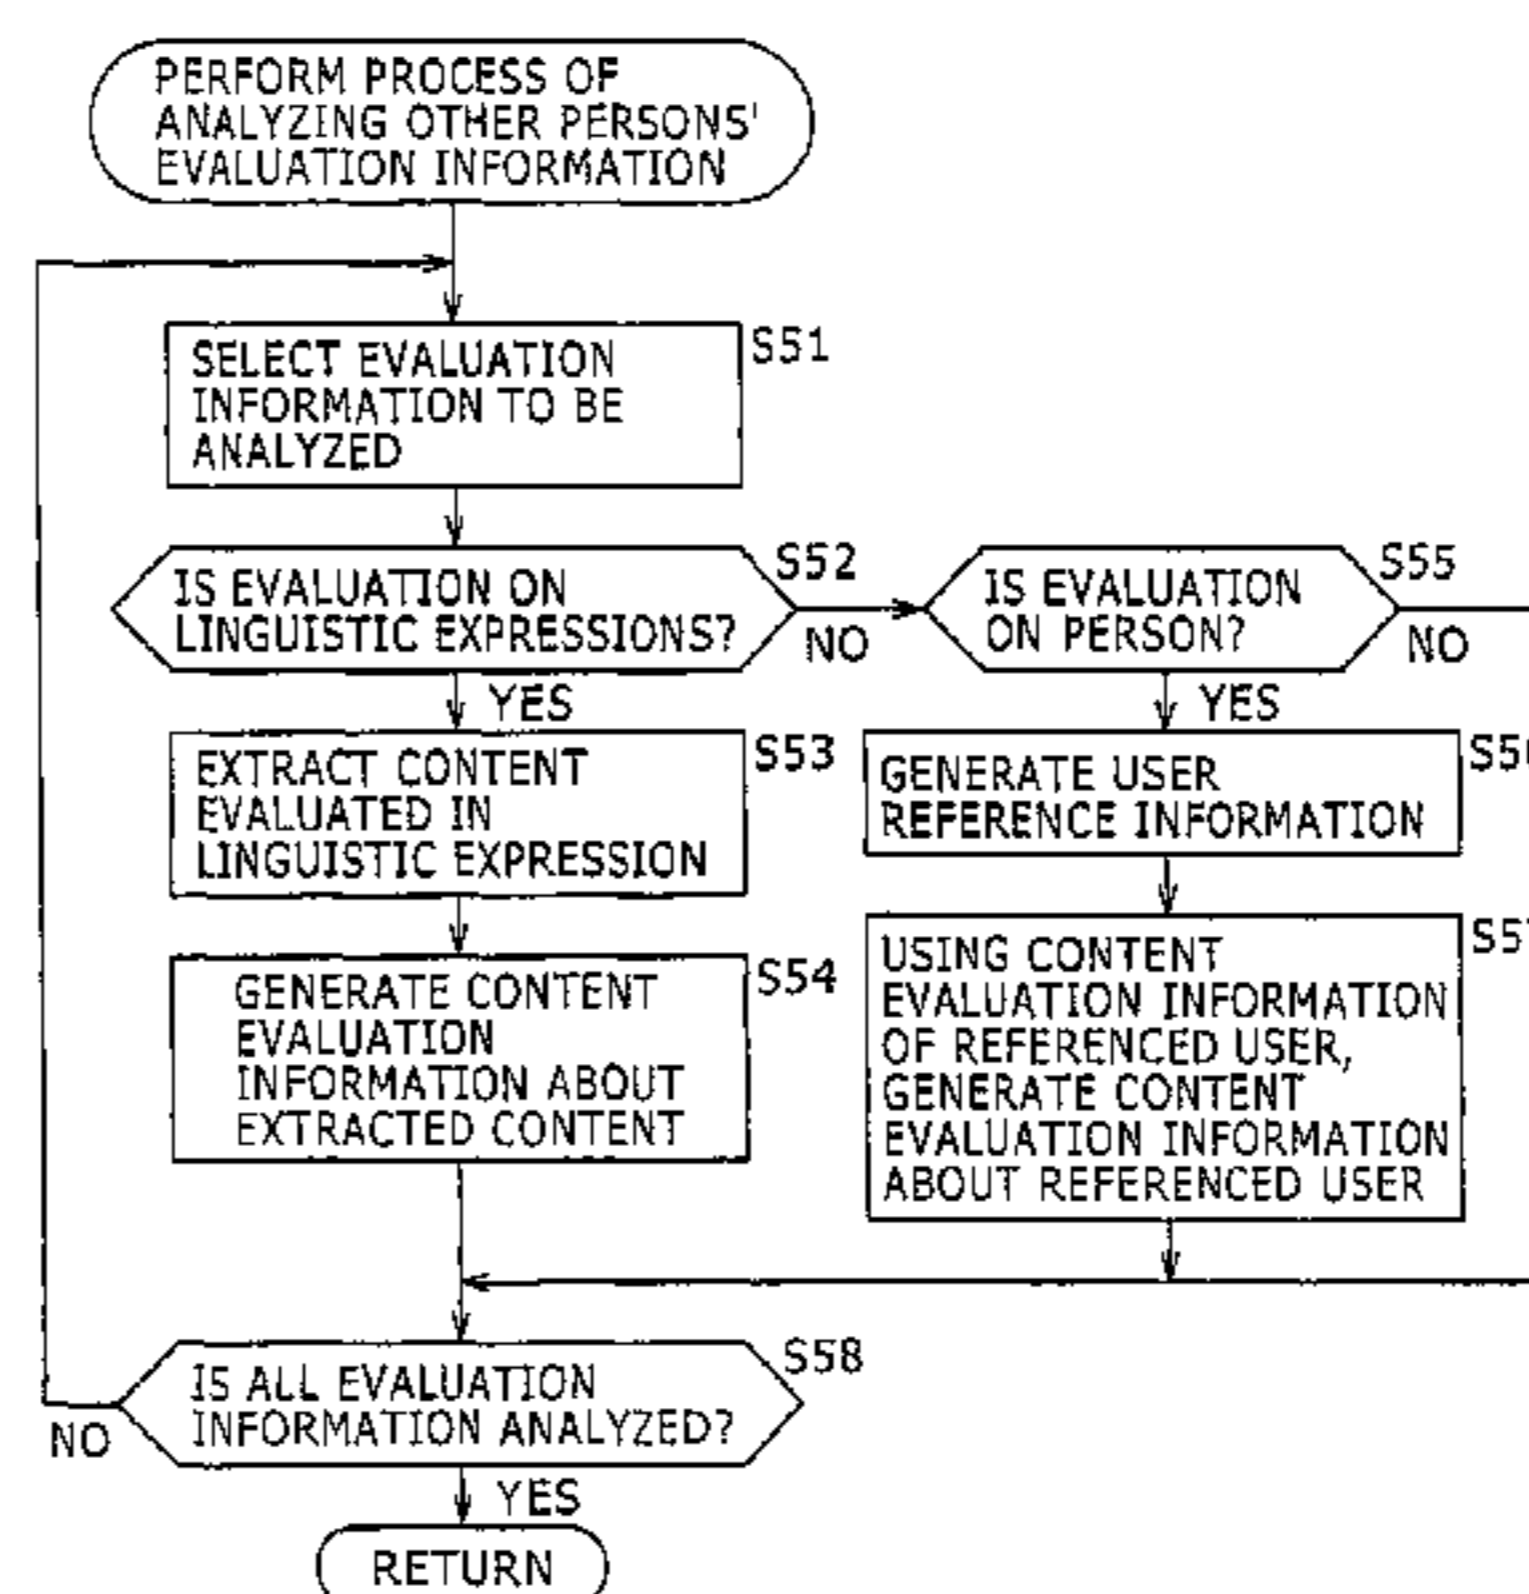 PERFORM PROCESS OF
ANALYZING OTHER PERSONS'
EVALUATION INFORMATION
SELECT EVALUATION
INFORMATION TO BE
ANALYZED
S51
IS EVALUATION ON
LINGUISTIC EXPRESSIONS?
S52
NO
YES
EXTRACT CONTENT
EVALUATED IN
LINGUISTIC EXPRESSION
S53
GENERATE CONTENT
EVALUATION
INFORMATION ABOUT
EXTRACTED CONTENT
S54
IS EVALUATION
ON PERSON?
S55
NO
YES
GENERATE USER
REFERENCE INFORMATION
USING CONTENT
EVALUATION INFORMATION
OF REFERENCED USER,
GENERATE CONTENT
EVALUATION INFORMATION
ABOUT REFERENCED USER
IS ALL EVALUATION
INFORMATION ANALYZED?
S58
NO
YES
RETURN